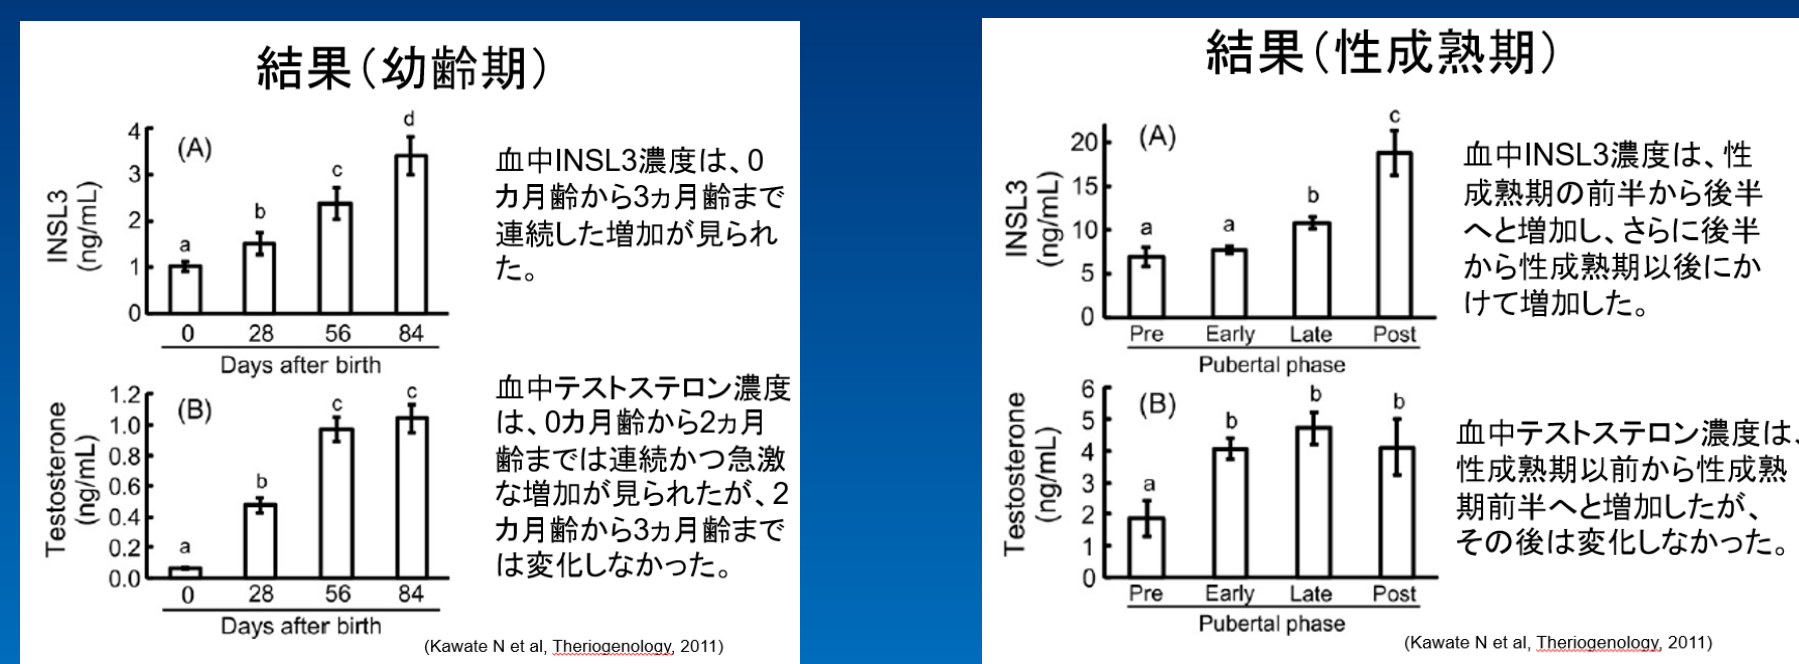 結果（幼齢期）
(A)
INSL3
(ng/mL)
4
3
2
1
0
a
b
c
d
0 28 56 84
Days after birth
血中INSL3濃度は、0
カ月齢から3ヵ月齢まで
連続した増加が見られ
た。
(B)
Testosterone
(ng/mL)
1.2
1.0
0.8
0.6
0.4
0.2
0.0
a
b
c
c
0 28 56 84
Days after birth
血中テストステロン濃度
は、0カ月齢から2ヵ月
齢までは連続かつ急激
な増加が見られたが、2
カ月齢から3ヵ月齢まで
は変化しなかった。
(Kawate N et al, Theriogenology, 2011)
結果（性成熟期）
(A)
INSL3
(ng/mL)
20
15
10
5
0
a
a
b
c
Pre Early Late Post
Pubertal phase
血中INSL3濃度は、性
成熟期の前半から後半
へと増加し、さらに後半
から性成熟期以後にか
けて増加した。
(B)
Testosterone
(ng/mL)
6
5
4
3
2
1
0
a
b
b
b
Pre Early Late Post
Pubertal phase
血中テストステロン濃度は、
性成熟期以前から性成熟
期前半へと増加したが、
その後は変化しなかった。
(Kawate N et al, Theriogenology, 2011)